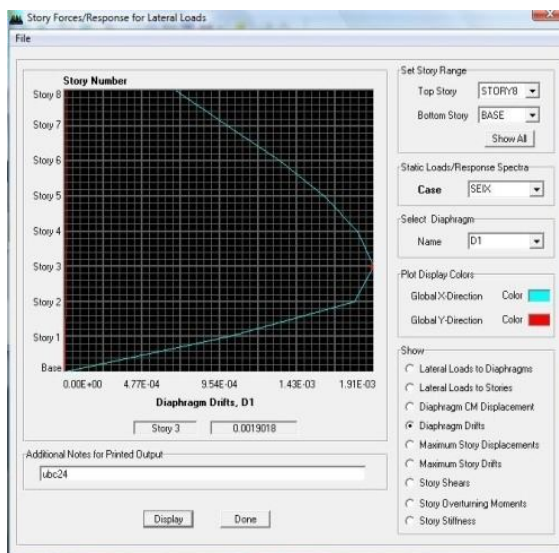 Story Forces/Response for Lateral Loads
File
Story Number
Story 8
Story 7
Story 6
Story 5
Story 4
Story 3
Story 2
Story 1
Base
0.00E+00 4.77E-04 9.54E-04 1.43E-03 1.91E-03
Diaphragm Drifts, D1
Story 3 0.0019018
Additional Notes for Printed Output
ubc24
Display Done
Set Story Range
Top Story STORY8
Bottom Story BASE
Show All
Static Loads/Response Spectra
Case SEIX
Select Diaphragm
Name D1
Plot Display Colors
Global X-Direction Color
Global Y-Direction Color
Show
Lateral Loads to Diaphragms
Lateral Loads to Stories
Diaphragm CM Displacement
Diaphragm Drifts
Maximum Story Displacements
Maximum Story Drifts
Story Shears
Story Overturning Moments
Story Stiffness